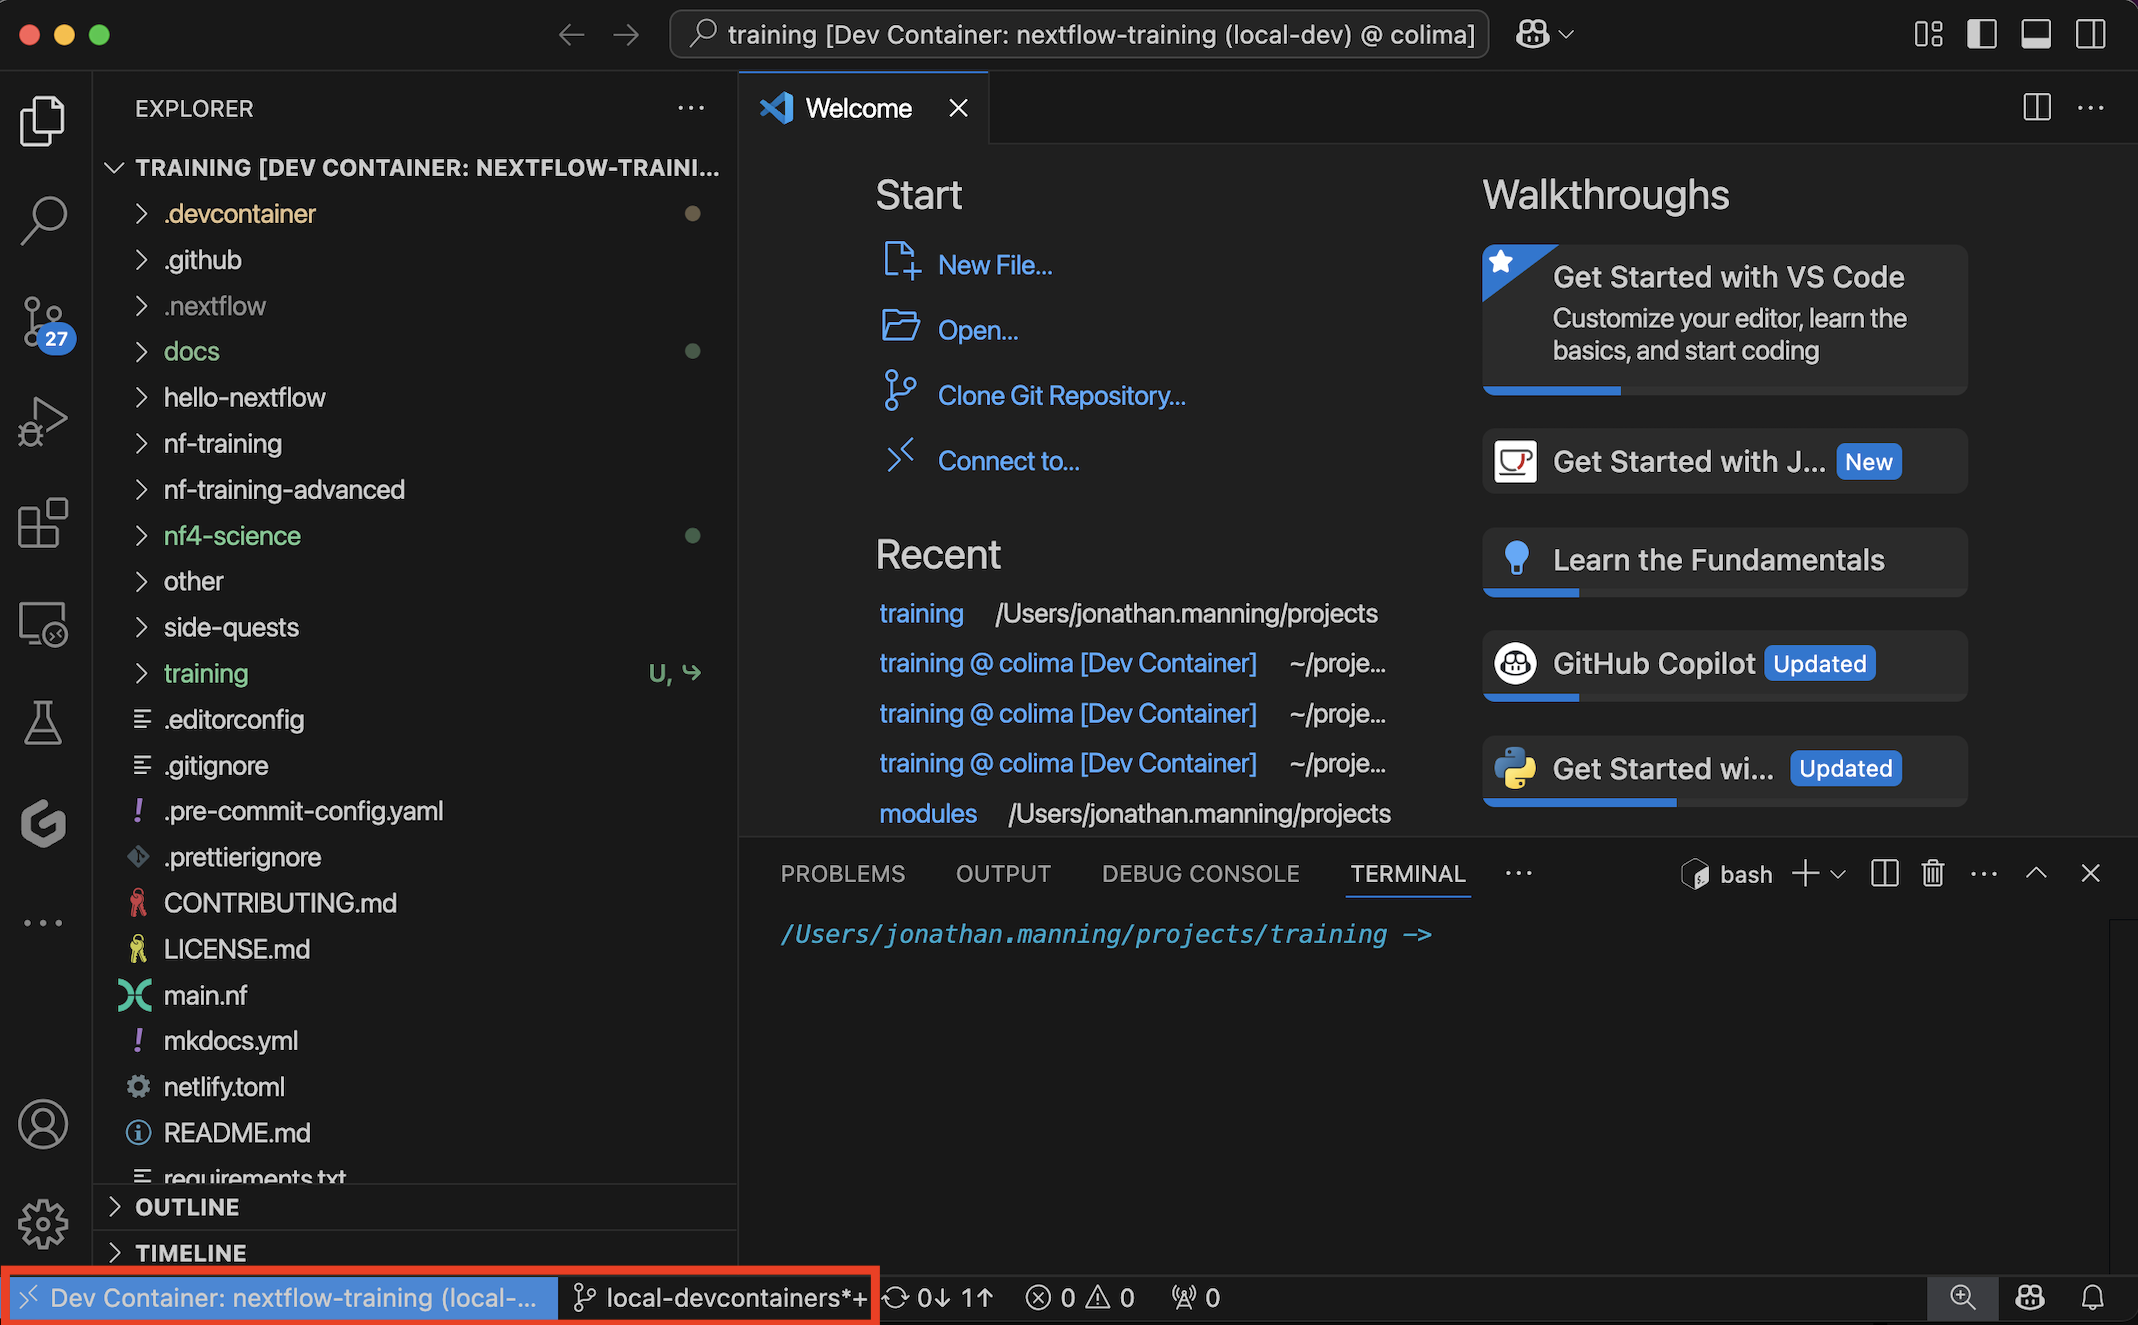 training [Dev Container: nextflow-training (local-dev) @ colima]
EXPLORER
TRAINING [DEV CONTAINER: NEXTFLOW-TRAINI...
.devcontainer
.github
.nextflow
27
docs
hello-nextflow
nf-training
nf-training-advanced
nf4-science
other
side-quests
training U,
.editorconfig
.gitignore
.pre-commit-config.yaml
.prettierignore
CONTRIBUTING.md
LICENSE.md
main.nf
mkdocs.yml
netlify.toml
README.md
requirements.txt
OUTLINE
TIMELINE
Welcome
Start
New File...
Open...
Clone Git Repository...
Connect to...
Recent
training /Users/jonathan.manning/projects
training @ colima [Dev Container] ~/proje...
training @ colima [Dev Container] ~/proje...
training @ colima [Dev Container] ~/proje...
modules /Users/jonathan.manning/projects
Walkthroughs
Get Started with VS Code
Customize your editor, learn the
basics, and start coding
Get Started with J... New
Learn the Fundamentals
GitHub Copilot Updated
Get Started wi... Updated
PROBLEMS OUTPUT DEBUG CONSOLE TERMINAL ... bash
/Users/jonathan.manning/projects/training —>
Dev Container: nextflow-training (local-... local-devcontainers*+ 0↓ 1↑ 0 0 0